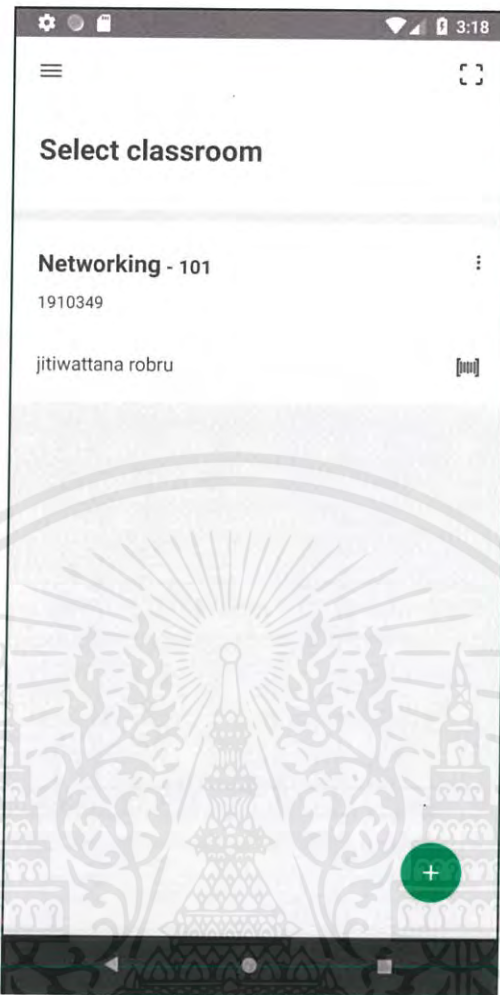 3:18
Select classroom
Networking - 101
1910349
jitiwattana robru